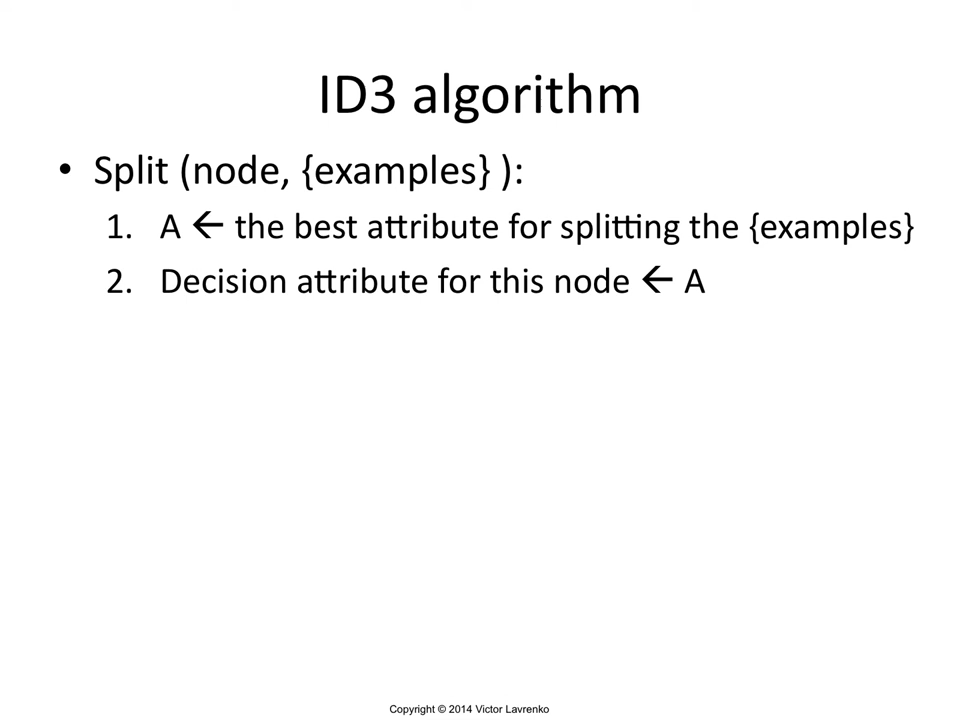 ID3 algorithm
• Split (node, {examples} ):
1. A ← the best attribute for splitting the {examples}
2. Decision attribute for this node ← A
Copyright © 2014 Victor Lavrenko